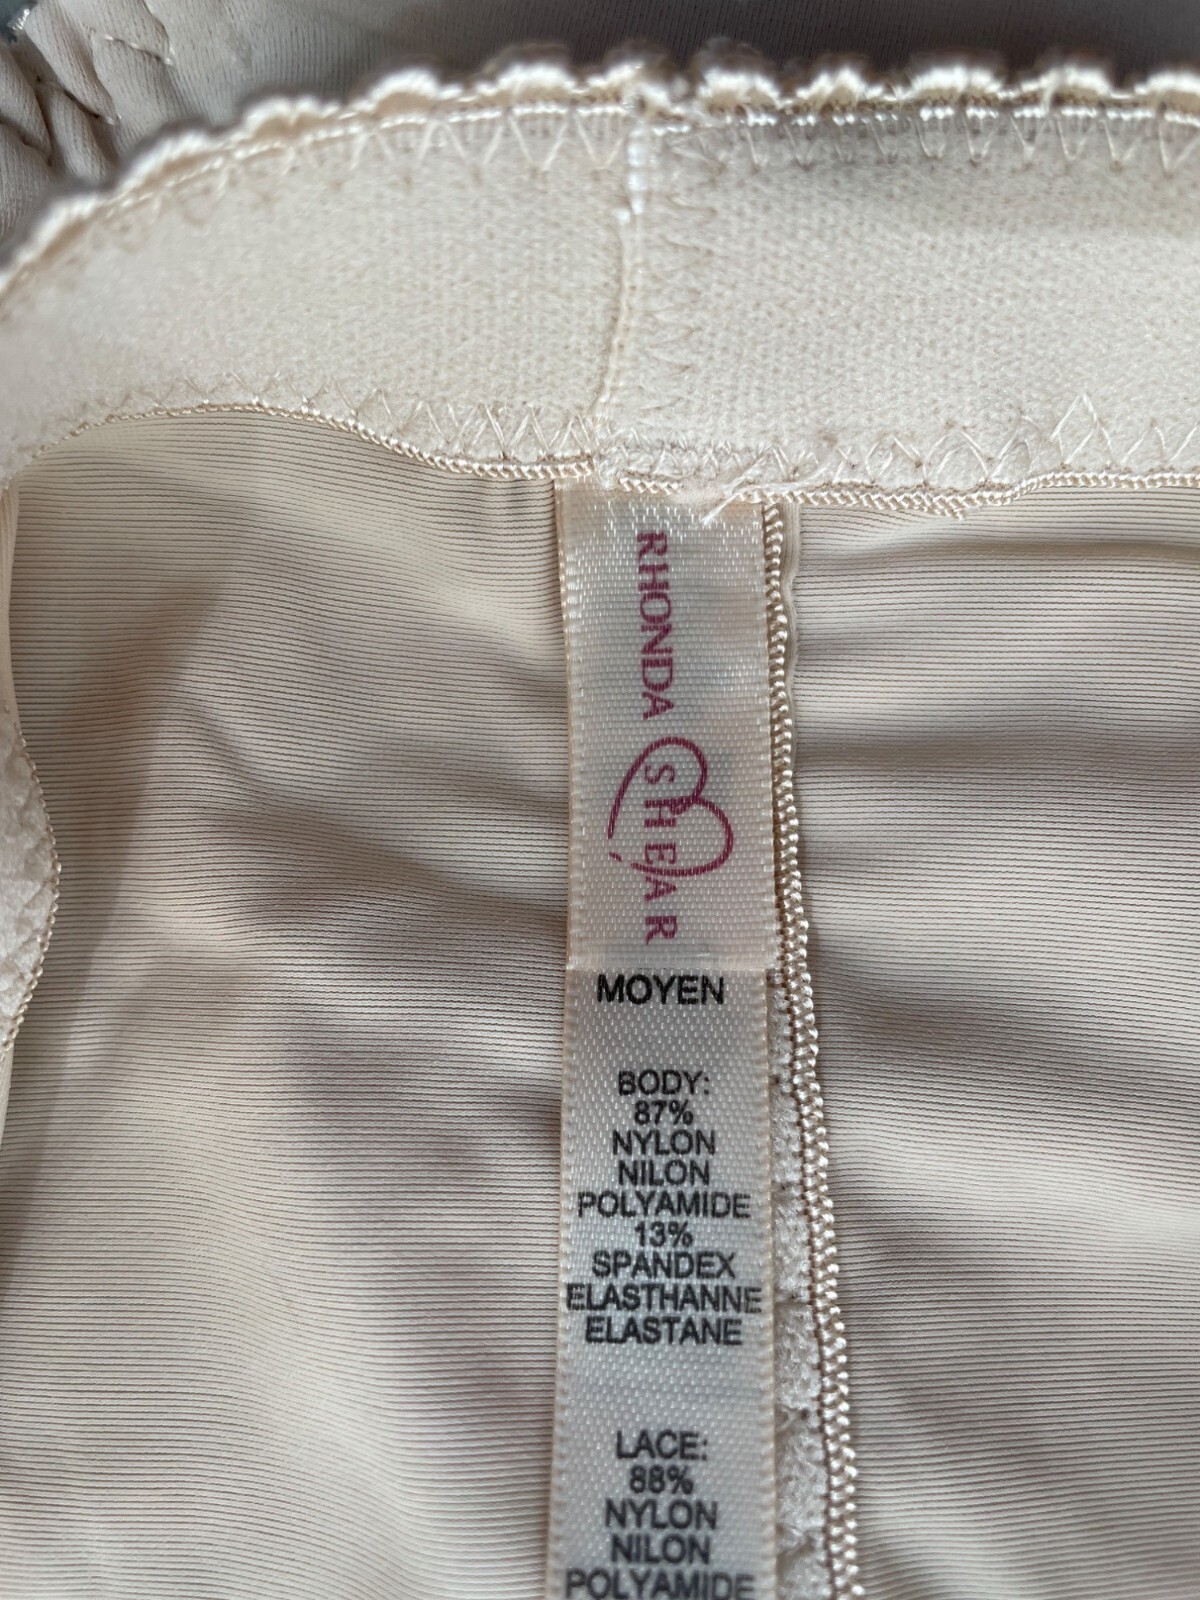 RHONDA SHEAR
MOYEN
BODY:
87%
NYLON
NILON
POLYAMIDE
13%
SPANDEX
ELASTHANNE
ELASTANE
LACE:
88%
NYLON
NILON
POLYAMIDE